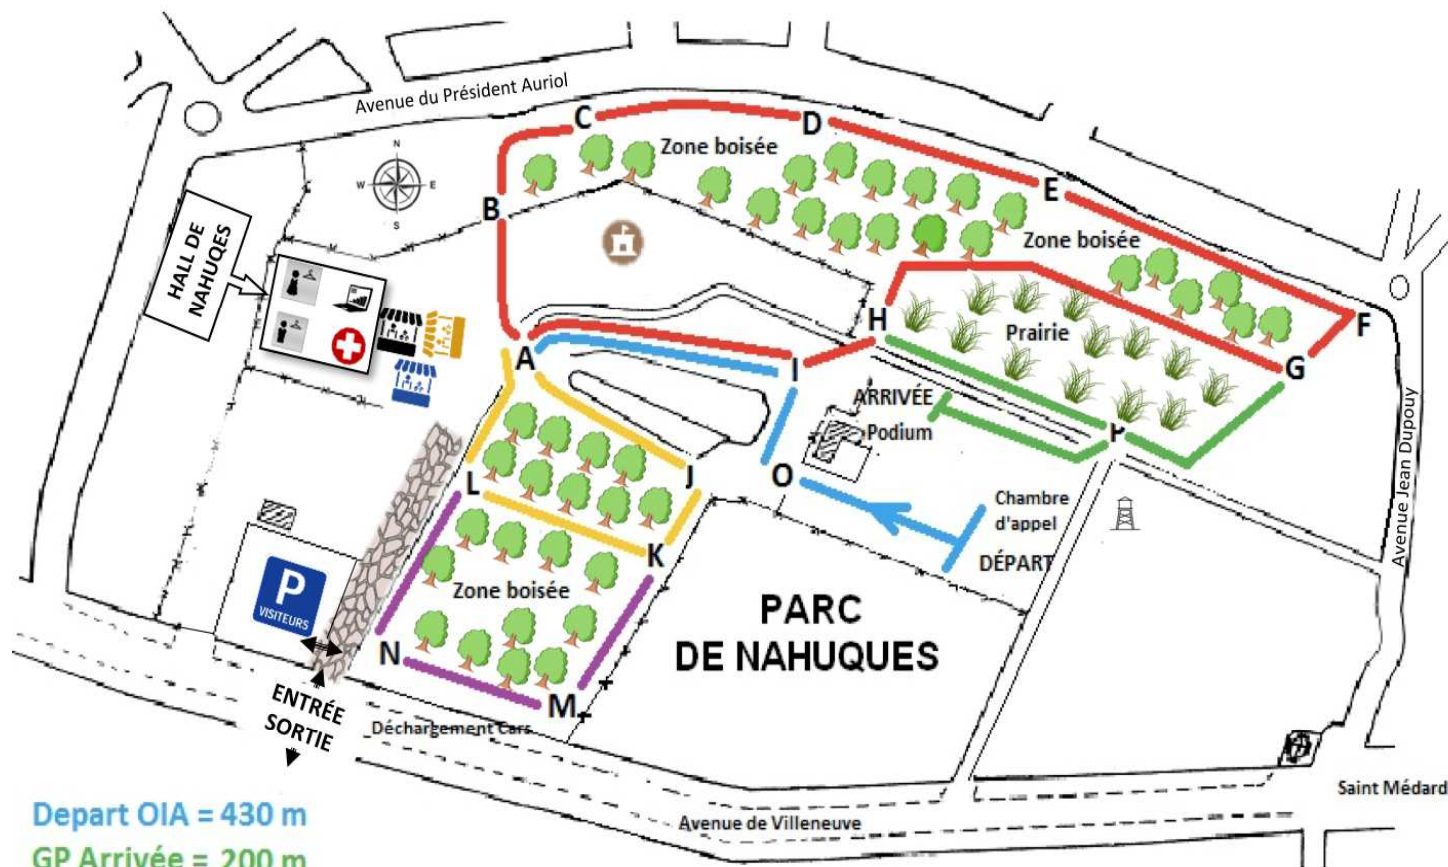 Avenue du Président Auriol
C
D
Zone boisée
N
W E
S
E
B
HALL DE
NAHUQES
Zone boisée
H
F
Prairie
A
I
G
ARRIVÉE
Podium
P
Avenue Jean Dupouy
J
O
L
Chambre
d'appel
K
DÉPART
Zone boisée
P
VISITEURS
PARC
DE NAHUQUES
N
M
ENTRÉE
SORTIE
Déchargement Cars
Saint Médard
Avenue de Villeneuve
Depart OIA = 430 m
GP Arrivée = 200 m